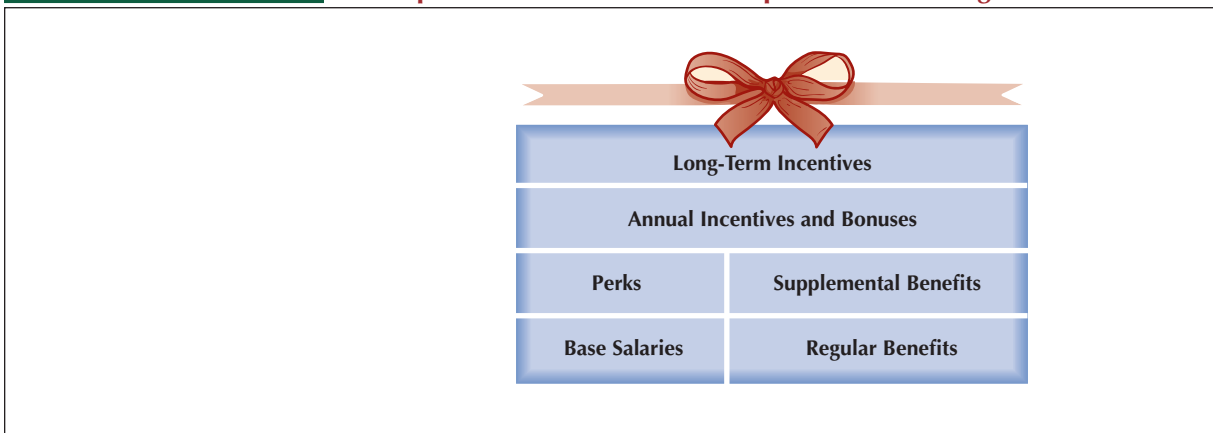 Long-Term Incentives
Annual Incentives and Bonuses
Perks Supplemental Benefits
Base Salaries Regular Benefits